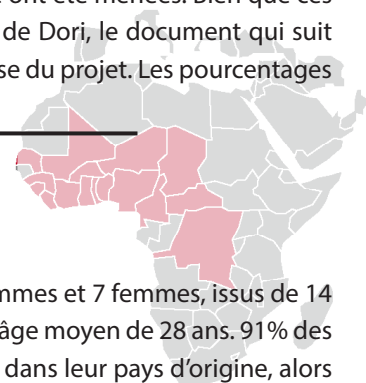 ont été menées. Bien que ces
de Dori, le document qui suit
se du projet. Les pourcentages
mmes et 7 femmes, issus de 14
âge moyen de 28 ans. 91% des
dans leur pays d'origine, alors